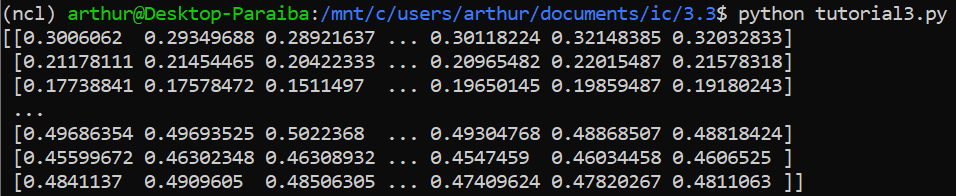 (ncl) arthur@Desktop-Paraiba:/mnt/c/users/arthur/documents/ic/3.3$ python tutorial3.py
[[0.3006062  0.29349688 0.28921637 ... 0.30118224 0.32148385 0.32032833]
 [0.21178111 0.21454465 0.20422333 ... 0.20965482 0.22015487 0.21578318]
 [0.17738841 0.17578472 0.1511497  ... 0.19650145 0.19859487 0.19180243]
 ...
 [0.49686354 0.49693525 0.5022368  ... 0.49304768 0.48868507 0.48818424]
 [0.45599672 0.46302348 0.46308932 ... 0.4547459  0.46034458 0.4606525 ]
 [0.4841137  0.4909605  0.48506305 ... 0.47409624 0.47820267 0.4811063 ]]